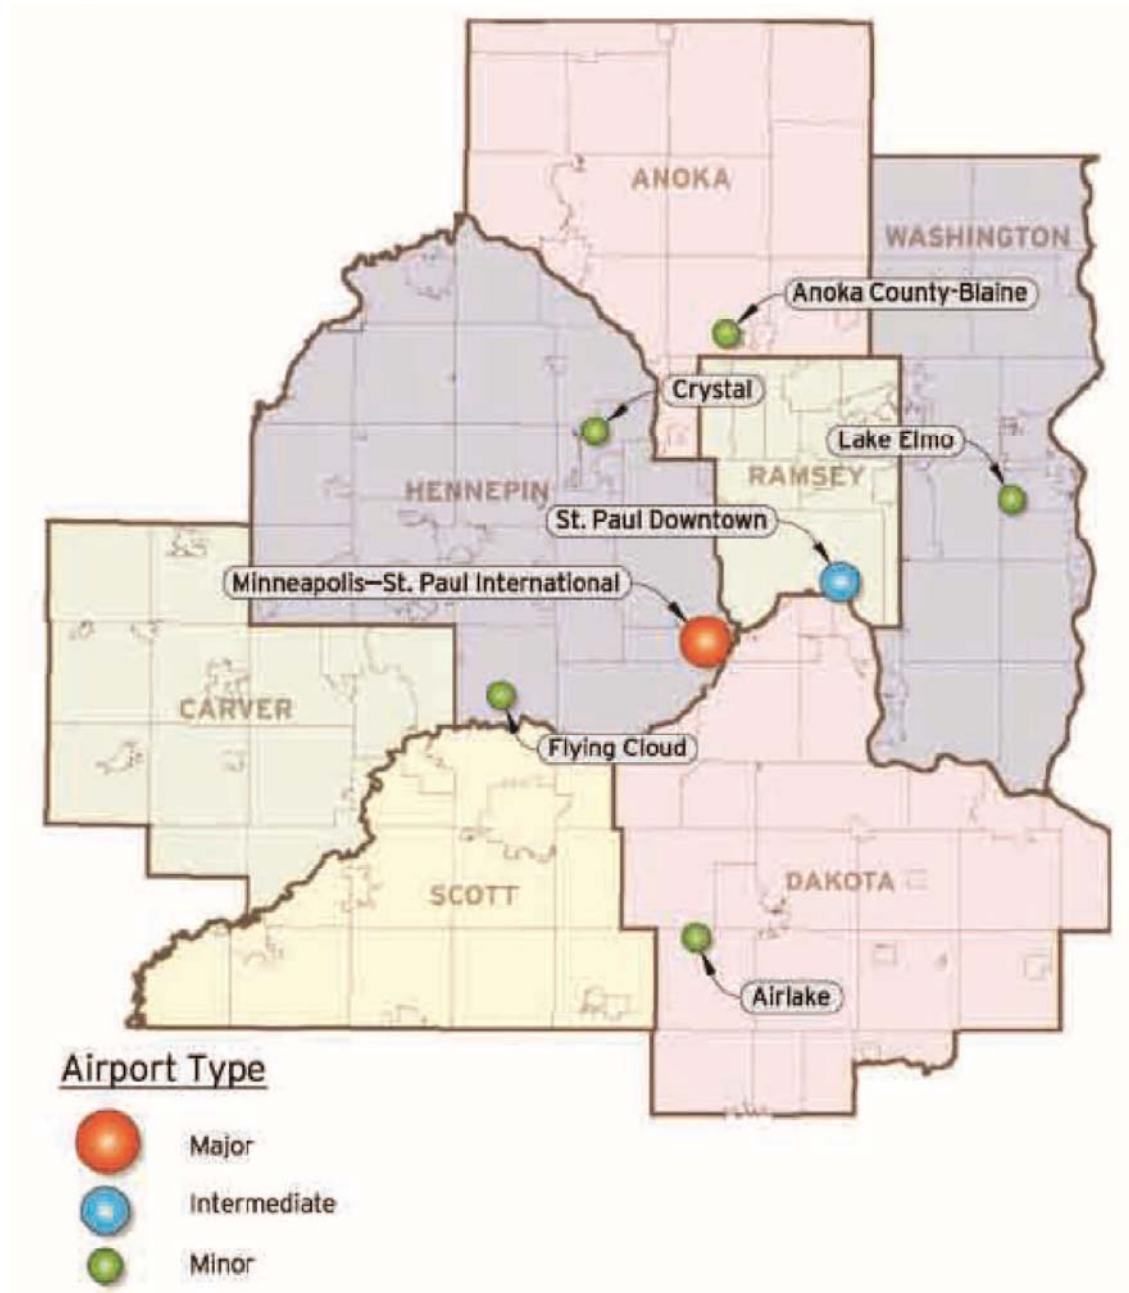 ANOKA
WASHINGTON
Anoka County-Blaine
Crystal
Lake Elmo
RAMSEY
HENNEPIN
St. Paul Downtown
Minneapolis—St. Paul International
CARVER
Flying Cloud
DAKOTA
SCOTT
Airlake
Airport Type
Major
Intermediate
Minor